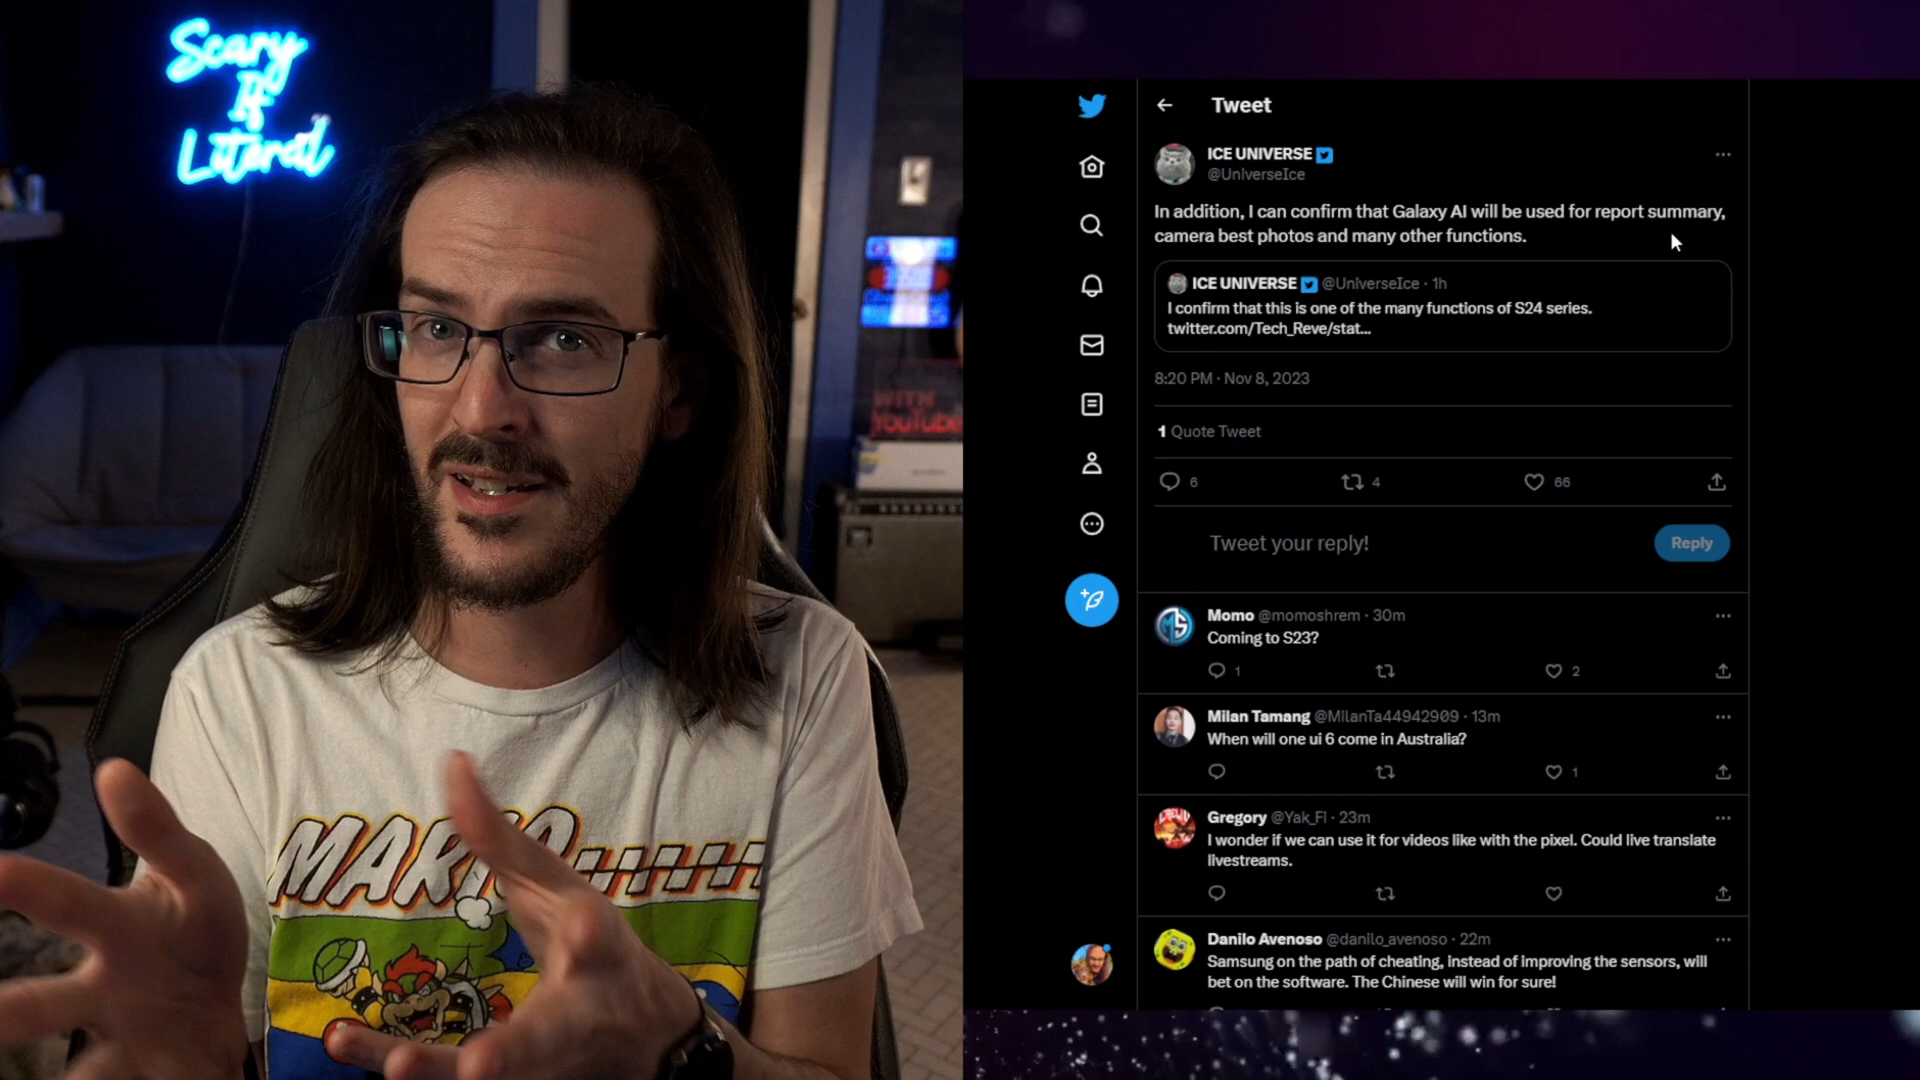 Scary
If
Literal
WITH
YouTube
MARIO
Tweet
ICE UNIVERSE
@UniverseIce
In addition, I can confirm that Galaxy AI will be used for report summary,
camera best photos and many other functions.
ICE UNIVERSE @UniverseIce · 1h
I confirm that this is one of the many functions of S24 series.
twitter.com/Tech_Reve/stat...
8:20 PM · Nov 8, 2023
1 Quote Tweet
6 4 66
Tweet your reply!
Reply
Momo @momoshrem · 30m
Coming to S23?
1 2
Milan Tamang @MilanTa44942909 · 13m
When will one ui 6 come in Australia?
1
Gregory @Yak_Fl · 23m
I wonder if we can use it for videos like with the pixel. Could live translate
livestreams.
Danilo Avenoso @danilo_avenoso · 22m
Samsung on the path of cheating, instead of improving the sensors, will
bet on the software. The Chinese will win for sure!